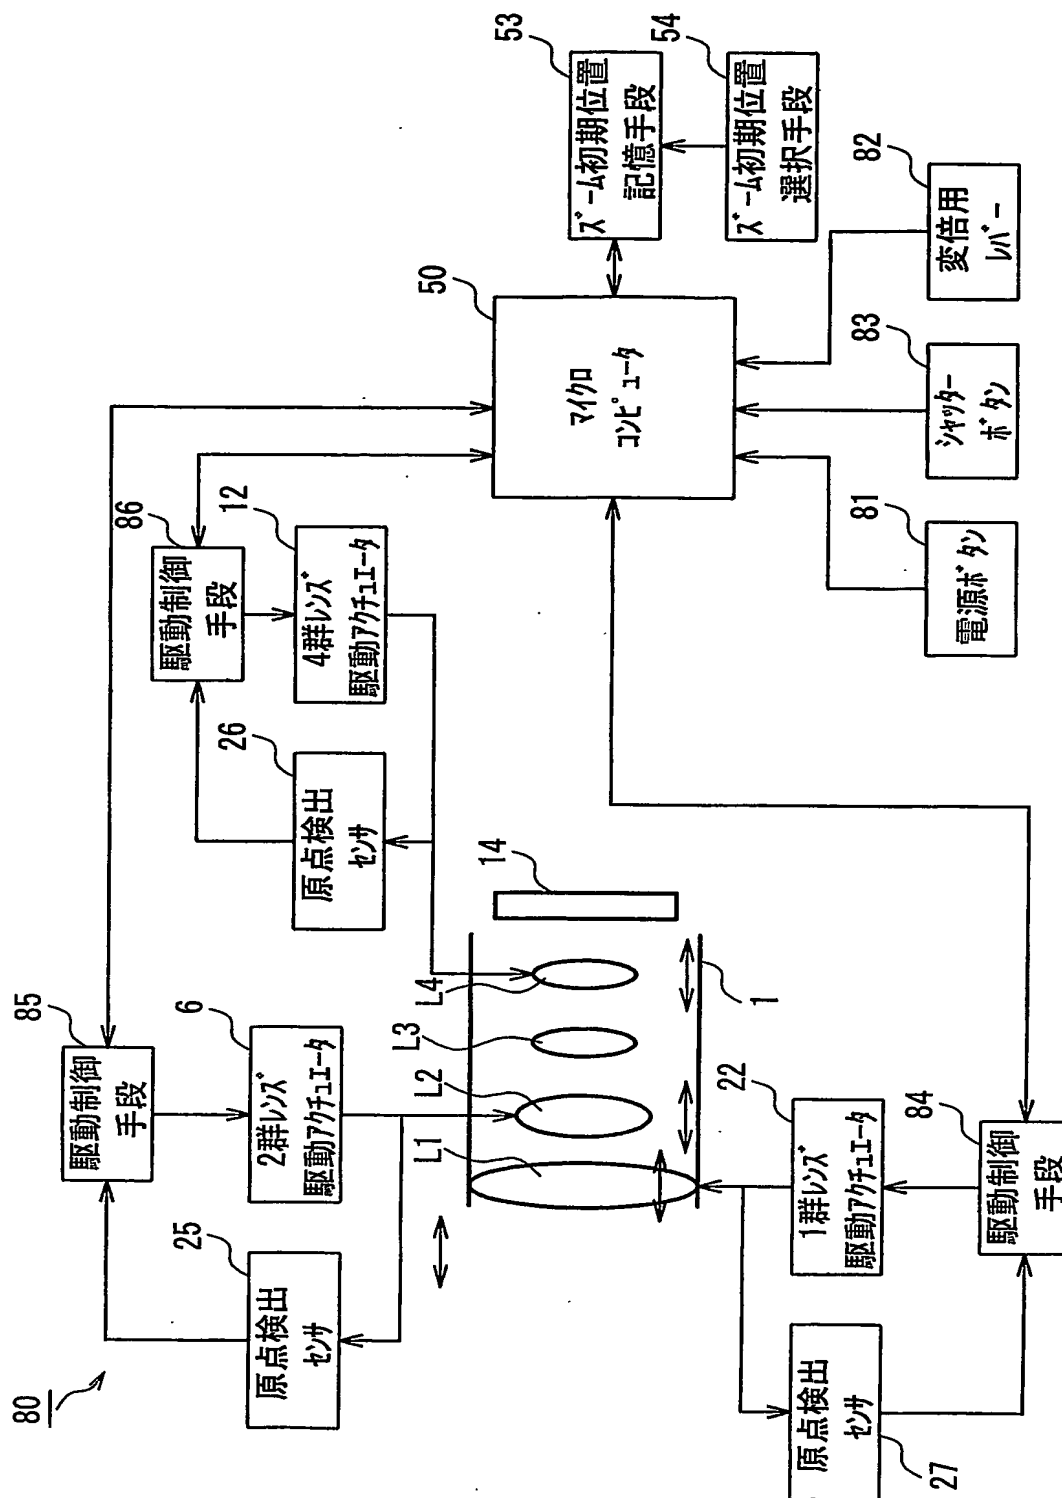 80
85
駆動制御
手段
6
2群レンズ
駆動アクチュエータ
25
原点検出
センサ
86
駆動制御
手段
12
4群レンズ
駆動アクチュエータ
26
原点検出
センサ
L1
L2
L3
L4
14
1
22
1群レンズ
駆動アクチュエータ
84
駆動制御
手段
原点検出
センサ
27
50
マイクロ
コンピュータ
53
ズーム初期位置
記憶手段
54
ズーム初期位置
選択手段
81
電源ボタン
83
シャッター
ボタン
82
変倍用
レバー